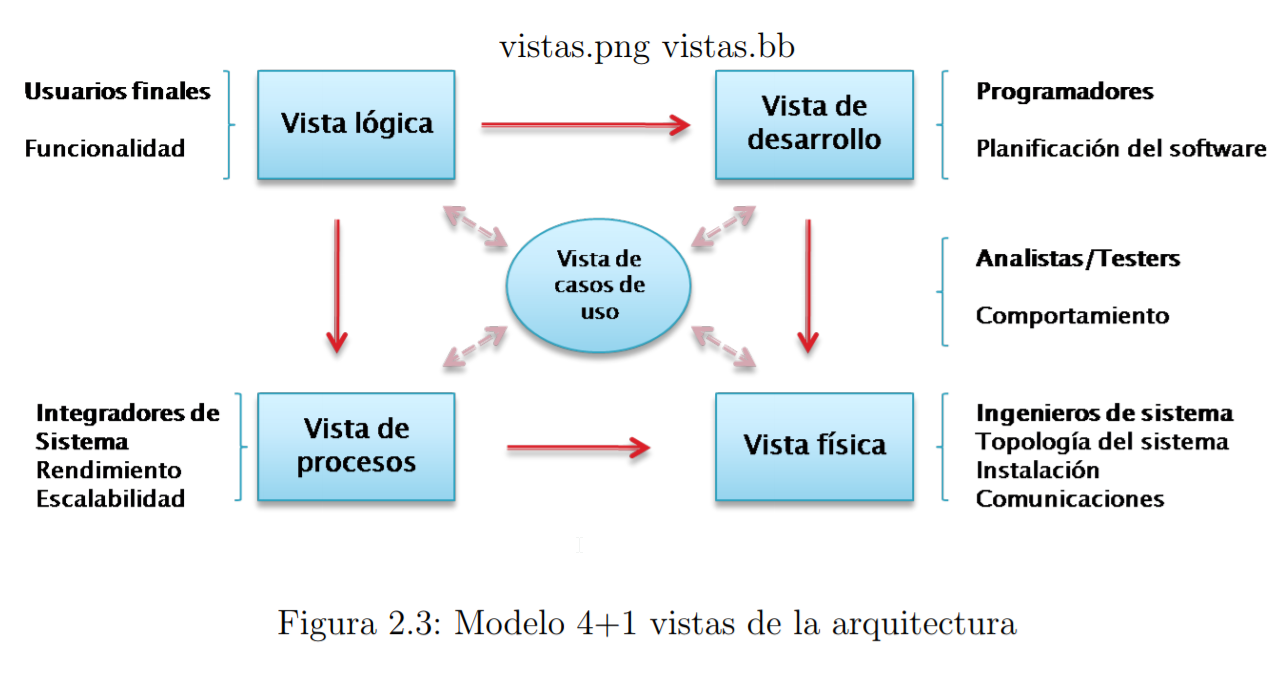 vistas.png vistas.bb
Usuarios finales
Funcionalidad
Vista lógica
Vista de
desarrollo
Programadores
Planificación del software
Vista de
casos de
uso
Analistas/Testers
Comportamiento
Integradores de
Sistema
Rendimiento
Escalabilidad
Vista de
procesos
Vista física
Ingenieros de sistema
Topología del sistema
Instalación
Comunicaciones
Figura 2.3: Modelo 4+1 vistas de la arquitectura